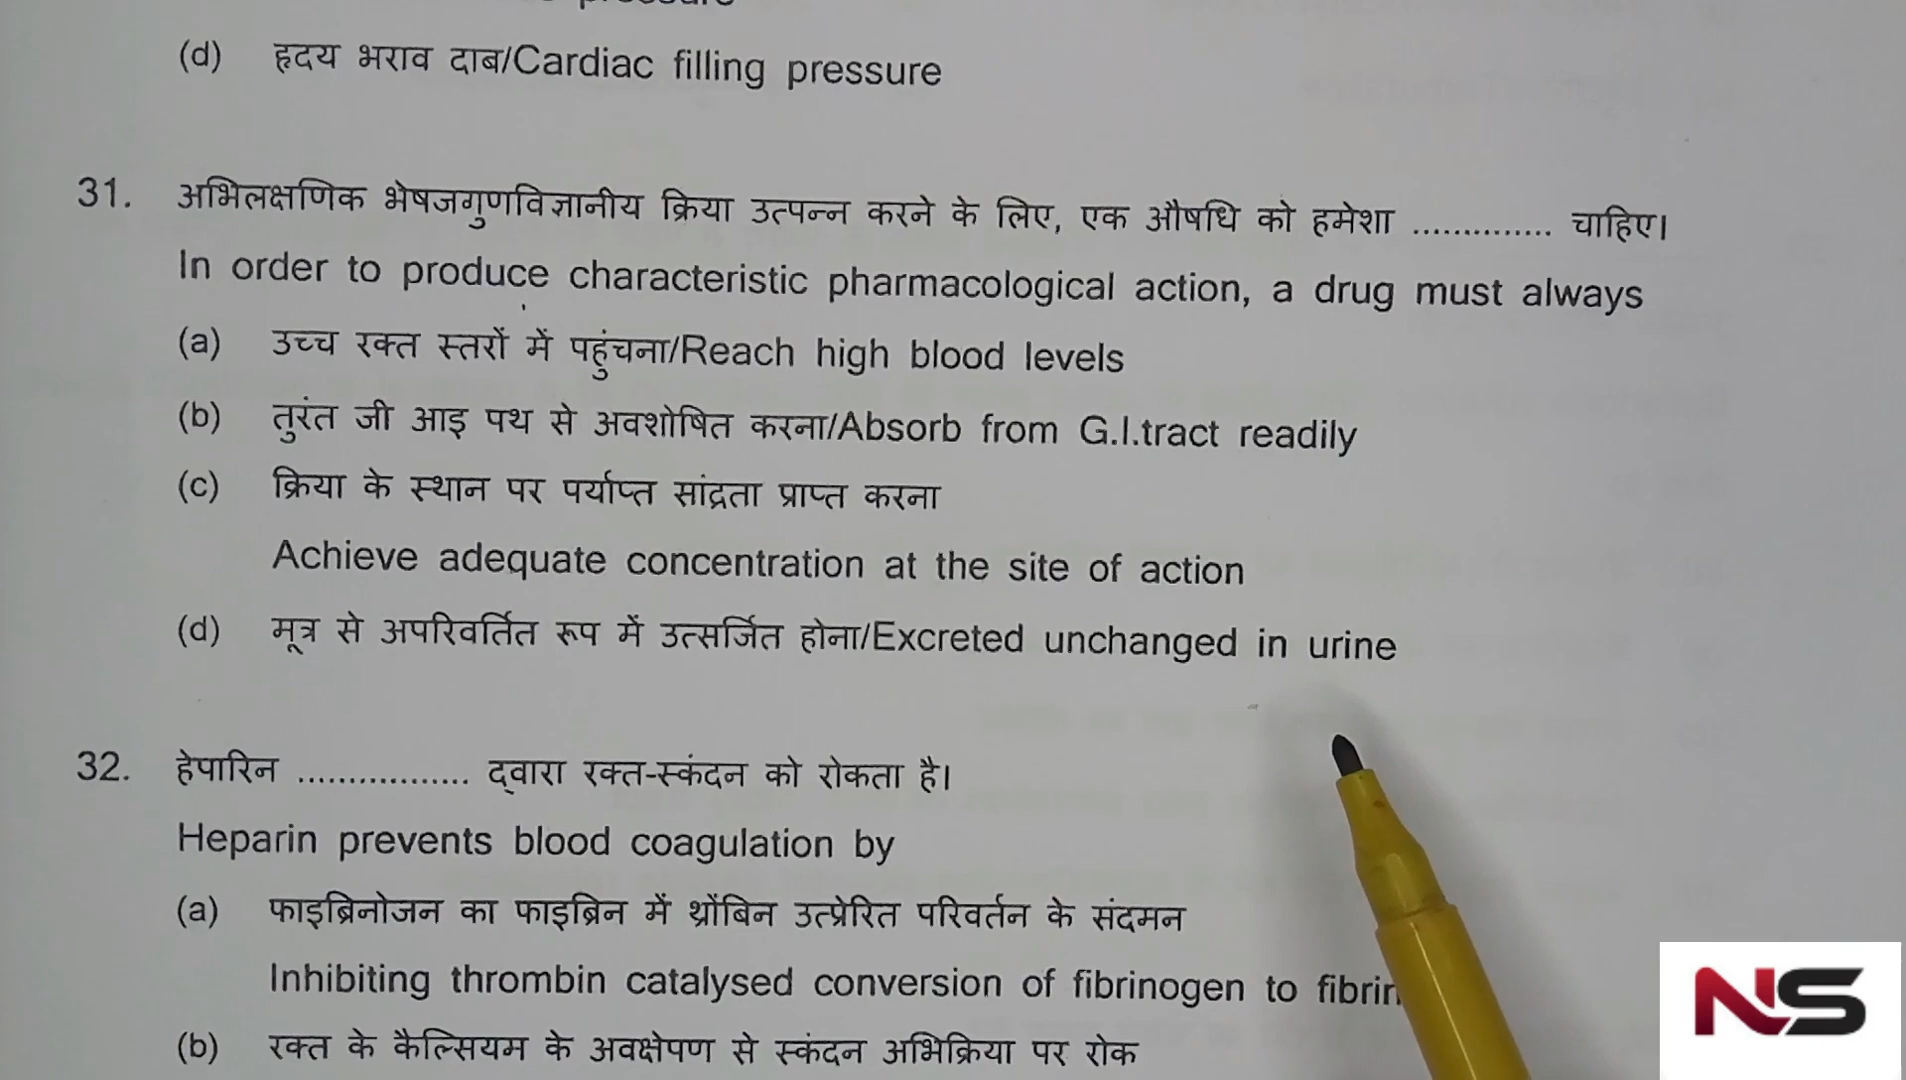 pressure
(d) हृदय भराव दाब/Cardiac filling pressure
31. अभिलक्षणिक भेषजगुणविज्ञानीय क्रिया उत्पन्न करने के लिए, एक औषधि को हमेशा .............. चाहिए।
In order to produce characteristic pharmacological action, a drug must always
(a) उच्च रक्त स्तरों में पहुंचना/Reach high blood levels
(b) तुरंत जी आइ पथ से अवशोषित करना/Absorb from G.I.tract readily
(c) क्रिया के स्थान पर पर्याप्त सांद्रता प्राप्त करना
Achieve adequate concentration at the site of action
(d) मूत्र से अपरिवर्तित रूप में उत्सर्जित होना/Excreted unchanged in urine
32. हेपारिन ................. द्वारा रक्त-स्कंदन को रोकता है।
Heparin prevents blood coagulation by
(a) फाइब्रिनोजन का फाइब्रिन में थ्रोंबिन उत्प्रेरित परिवर्तन के संदमन
Inhibiting thrombin catalysed conversion of fibrinogen to fibrin
(b) रक्त के कैल्सियम के अवक्षेपण से स्कंदन अभिक्रिया पर रोक
NS